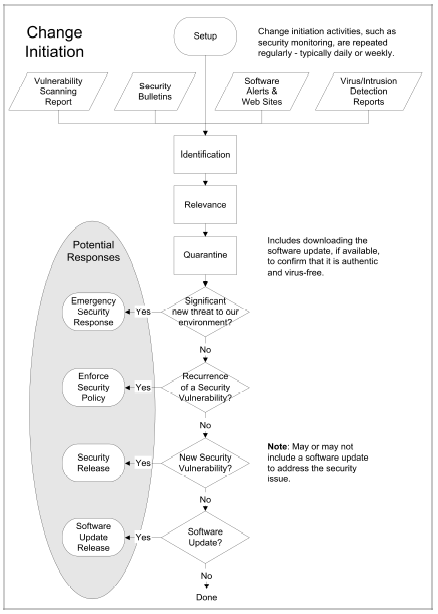 Change
Initiation
Setup
Change initiation activities, such as
security monitoring, are repeated
regularly - typically daily or weekly.
Vulnerability
Scanning
Report
Security
Bulletins
Software
Alerts &
Web Sites
Virus/Intrusion
Detection
Reports
Identification
Relevance
Quarantine
Includes downloading the
software update, if available,
to confirm that it is authentic
and virus-free.
Potential
Responses
Emergency
Security
Response
Yes
Significant
new threat to our
environment?
No
Enforce
Security
Policy
Yes
Recurrence
of a Security
Vulnerability?
No
Security
Release
Yes
New Security
Vulnerability?
Note: May or may not
include a software update
to address the security
issue.
No
Software
Update
Release
Yes
Software
Update?
No
Done